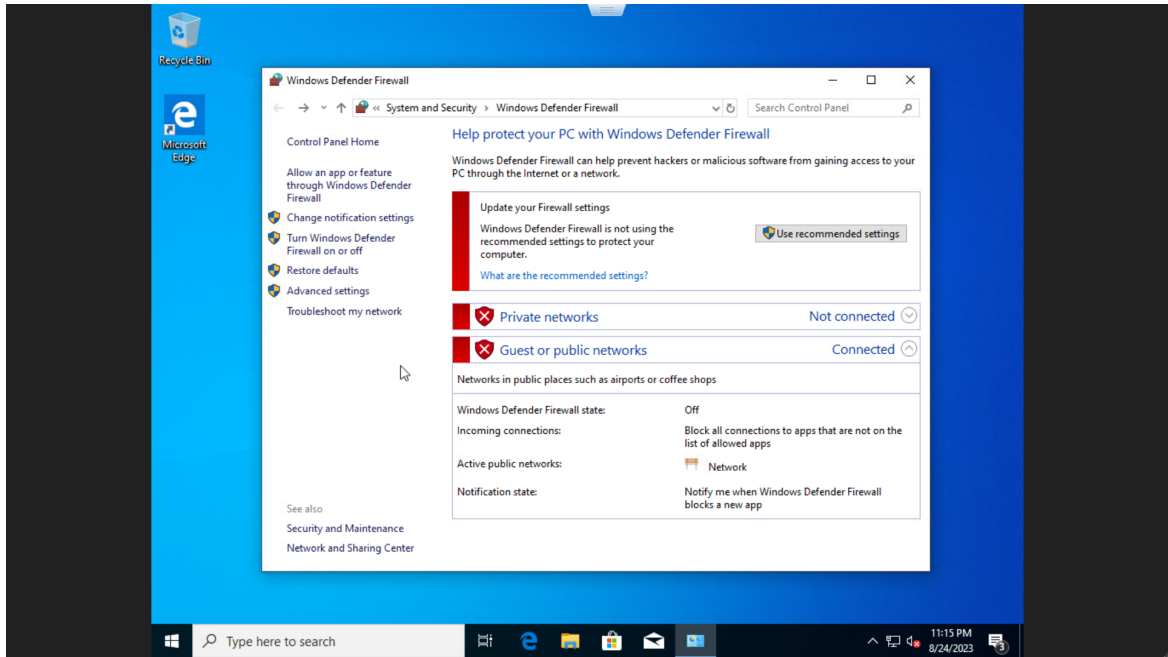 Recycle Bin
Microsoft
Edge
Windows Defender Firewall
« System and Security › Windows Defender Firewall
Search Control Panel
Control Panel Home
Allow an app or feature
through Windows Defender
Firewall
Change notification settings
Turn Windows Defender
Firewall on or off
Restore defaults
Advanced settings
Troubleshoot my network
See also
Security and Maintenance
Network and Sharing Center
Help protect your PC with Windows Defender Firewall
Windows Defender Firewall can help prevent hackers or malicious software from gaining access to your
PC through the Internet or a network.
Update your Firewall settings
Windows Defender Firewall is not using the
recommended settings to protect your
computer.
What are the recommended settings?
Use recommended settings
Private networks Not connected
Guest or public networks Connected
Networks in public places such as airports or coffee shops
Windows Defender Firewall state: Off
Incoming connections: Block all connections to apps that are not on the
list of allowed apps
Active public networks: Network
Notification state: Notify me when Windows Defender Firewall
blocks a new app
Type here to search
11:15 PM
8/24/2023
3